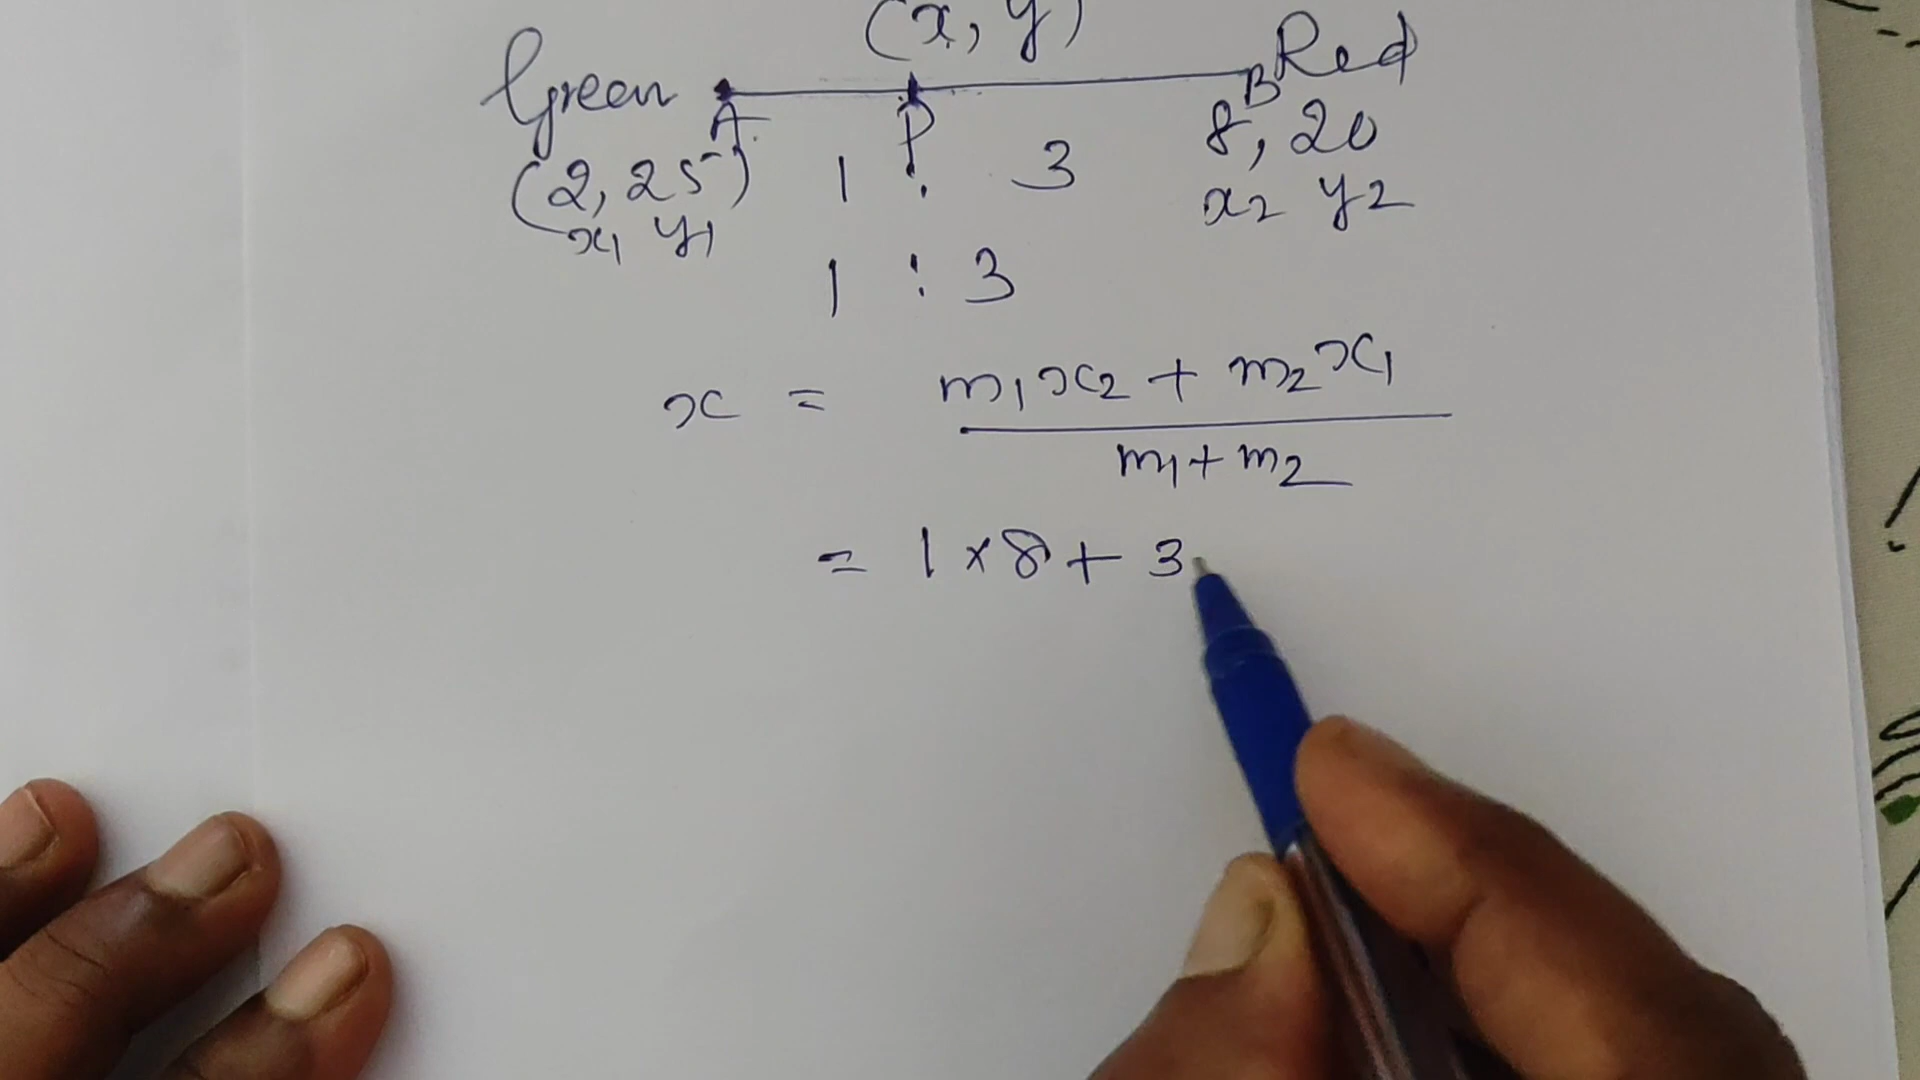 (x, y)
Green Red
A P B
(2, 25) 1 : 3 8, 20
x1 y1 x2 y2
1 : 3
x = m1x2 + m2x1
m1 + m2
= 1 × 8 + 3